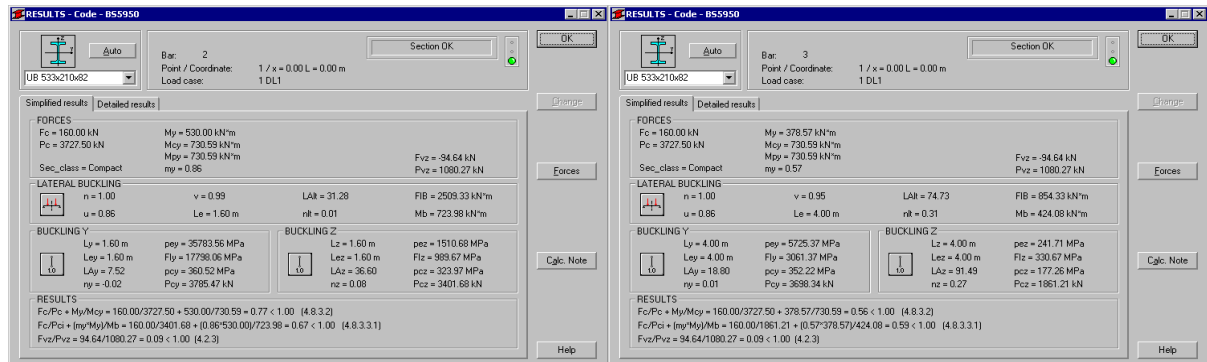 RESULTS - Code - BS5950
Auto
UB 533x210x82
Bar: 2
Point / Coordinate: 1 / x = 0.00 L = 0.00 m
Load case: 1 DL1
Section OK
OK
Change
Simplified results Detailed results
FORCES
Fc = 160.00 kN My = 530.00 kN*m
Pc = 3727.50 kN Mcy = 730.59 kN*m
Mpy = 730.59 kN*m Fvz = -94.64 kN
Sec_class = Compact my = 0.86 Pvz = 1080.27 kN
Forces
LATERAL BUCKLING
n = 1.00 v = 0.99 LAlt = 31.28 FIB = 2509.33 kN*m
u = 0.86 Le = 1.60 m nlt = 0.01 Mb = 723.98 kN*m
BUCKLING Y BUCKLING Z
Ly = 1.60 m pey = 35783.56 MPa Lz = 1.60 m pez = 1510.68 MPa
Ley = 1.60 m Fly = 17798.06 MPa Lez = 1.60 m Flz = 989.67 MPa
1.0 LAy = 7.52 pcy = 360.52 MPa 1.0 LAz = 36.60 pcz = 323.97 MPa
ny = -0.02 Pcy = 3785.47 kN nz = 0.08 Pcz = 3401.68 kN
Calc. Note
RESULTS
Fc/Pc + My/Mcy = 160.00/3727.50 + 530.00/730.59 = 0.77 < 1.00 (4.8.3.2)
Fc/Pci + (my*My)/Mb = 160.00/3401.68 + (0.86*530.00)/723.98 = 0.67 < 1.00 (4.8.3.3.1)
Fvz/Pvz = 94.64/1080.27 = 0.09 < 1.00 (4.2.3)
Help
RESULTS - Code - BS5950
Auto
UB 533x210x82
Bar: 3
Point / Coordinate: 1 / x = 0.00 L = 0.00 m
Load case: 1 DL1
Section OK
OK
Change
Simplified results Detailed results
FORCES
Fc = 160.00 kN My = 378.57 kN*m
Pc = 3727.50 kN Mcy = 730.59 kN*m
Mpy = 730.59 kN*m Fvz = -94.64 kN
Sec_class = Compact my = 0.57 Pvz = 1080.27 kN
Forces
LATERAL BUCKLING
n = 1.00 v = 0.95 LAlt = 74.73 FIB = 854.33 kN*m
u = 0.86 Le = 4.00 m nlt = 0.31 Mb = 424.08 kN*m
BUCKLING Y BUCKLING Z
Ly = 4.00 m pey = 5725.37 MPa Lz = 4.00 m pez = 241.71 MPa
Ley = 4.00 m Fly = 3061.37 MPa Lez = 4.00 m Flz = 330.67 MPa
1.0 LAy = 18.80 pcy = 352.22 MPa 1.0 LAz = 91.49 pcz = 177.26 MPa
ny = 0.01 Pcy = 3698.34 kN nz = 0.27 Pcz = 1861.21 kN
Calc. Note
RESULTS
Fc/Pc + My/Mcy = 160.00/3727.50 + 378.57/730.59 = 0.56 < 1.00 (4.8.3.2)
Fc/Pci + (my*My)/Mb = 160.00/1861.21 + (0.57*378.57)/424.08 = 0.59 < 1.00 (4.8.3.3.1)
Fvz/Pvz = 94.64/1080.27 = 0.09 < 1.00 (4.2.3)
Help